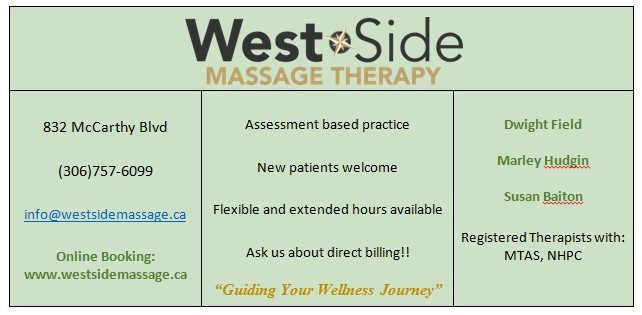 West Side
MASSAGE THERAPY
832 McCarthy Blvd
(306)757-6099
info@westsidemassage.ca
Online Booking:
www.westsidemassage.ca
Assessment based practice
New patients welcome
Flexible and extended hours available
Ask us about direct billing!!
“Guiding Your Wellness Journey”
Dwight Field
Marley Hudgin
Susan Baiton
Registered Therapists with:
MTAS, NHPC